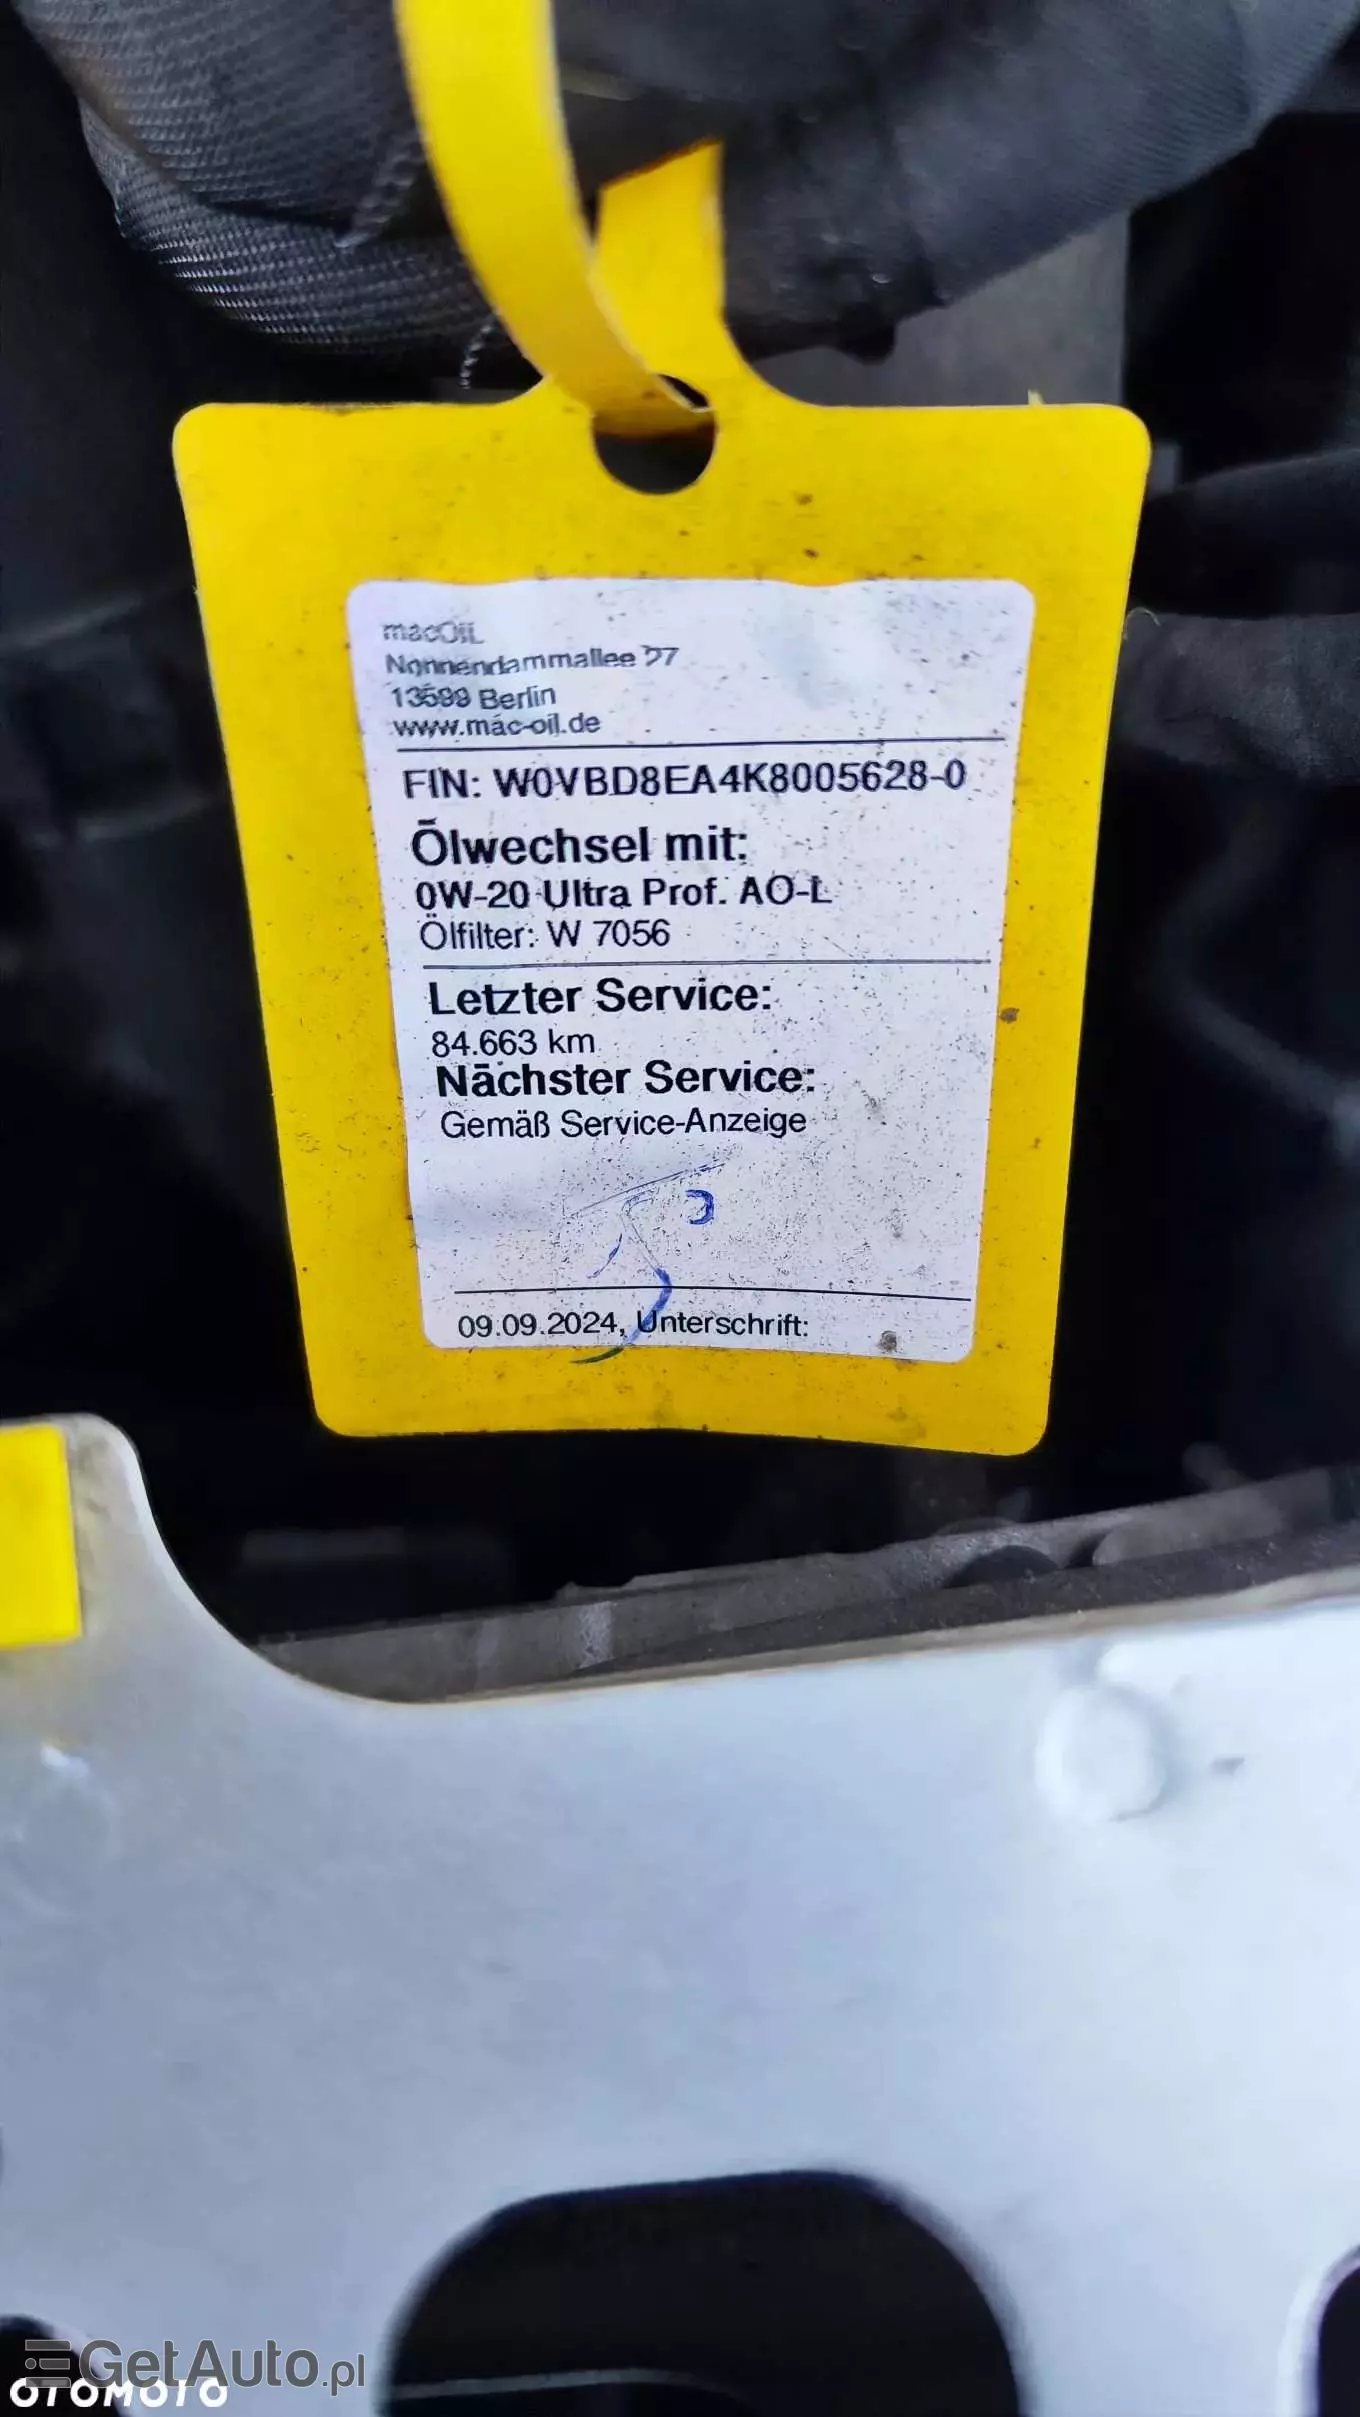 macOiL
Nonnendammallee
13599 Berlin
www.mac-oil.de
FIN: W0VBD8EA4K8005628-0
Ölwechsel mit:
0W-20 Ultra Prof. AO-L
Ölfilter: W 7056
Letzter Service:
84.663 km
Nächster Service:
Gemäß Service-Anzeige
09.09.2024, Unterschrift:
GetAuto.pl
OTOMOTO